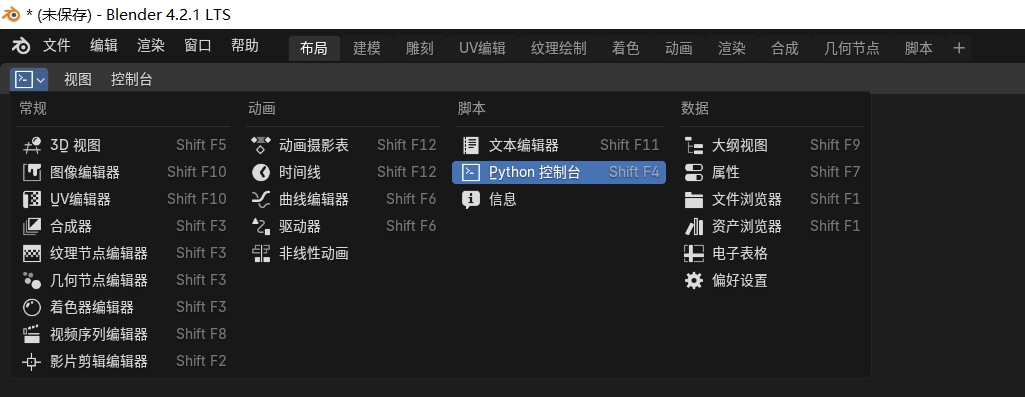 * (未保存) - Blender 4.2.1 LTS
文件 编辑 渲染 窗口 帮助 布局 建模 雕刻 UV编辑 纹理绘制 着色 动画 渲染 合成 几何节点 脚本 +
视图 控制台
常规
3D 视图 Shift F5
图像编辑器 Shift F10
UV编辑器 Shift F10
合成器 Shift F3
纹理节点编辑器 Shift F3
几何节点编辑器 Shift F3
着色器编辑器 Shift F3
视频序列编辑器 Shift F8
影片剪辑编辑器 Shift F2
动画
动画摄影表 Shift F12
时间线 Shift F12
曲线编辑器 Shift F6
驱动器 Shift F6
非线性动画
脚本
文本编辑器 Shift F11
Python 控制台 Shift F4
信息
数据
大纲视图 Shift F9
属性 Shift F7
文件浏览器 Shift F1
资产浏览器 Shift F1
电子表格
偏好设置